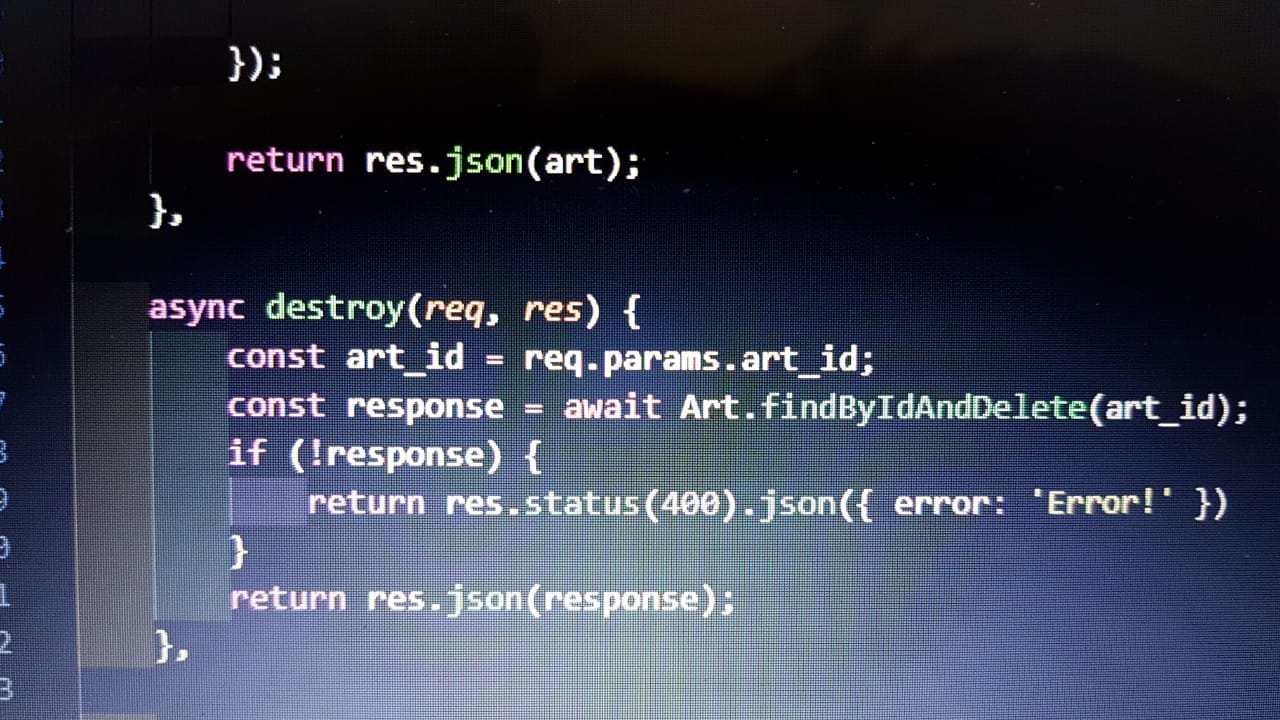 });
return res.json(art);
},
async destroy(req, res) {
const art_id = req.params.art_id;
const response = await Art.findByIdAndDelete(art_id);
if (!response) {
return res.status(400).json({ error: 'Error!' })
}
return res.json(response);
},